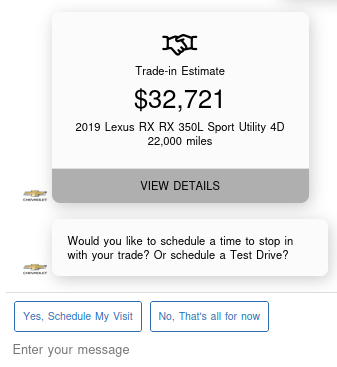 Trade-in Estimate
$32,721
2019 Lexus RX RX 350L Sport Utility 4D
22,000 miles
VIEW DETAILS
CHEVROLET
Would you like to schedule a time to stop in
with your trade? Or schedule a Test Drive?
CHEVROLET
Yes, Schedule My Visit
No, That's all for now
Enter your message